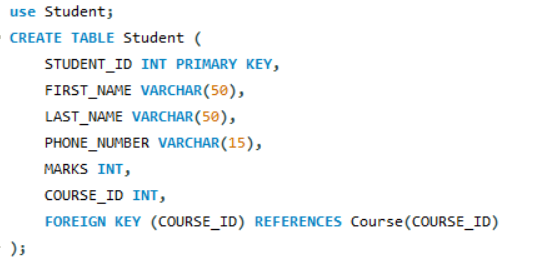 use Student;
CREATE TABLE Student (
STUDENT_ID INT PRIMARY KEY,
FIRST_NAME VARCHAR(50),
LAST_NAME VARCHAR(50),
PHONE_NUMBER VARCHAR(15),
MARKS INT,
COURSE_ID INT,
FOREIGN KEY (COURSE_ID) REFERENCES Course(COURSE_ID)
);